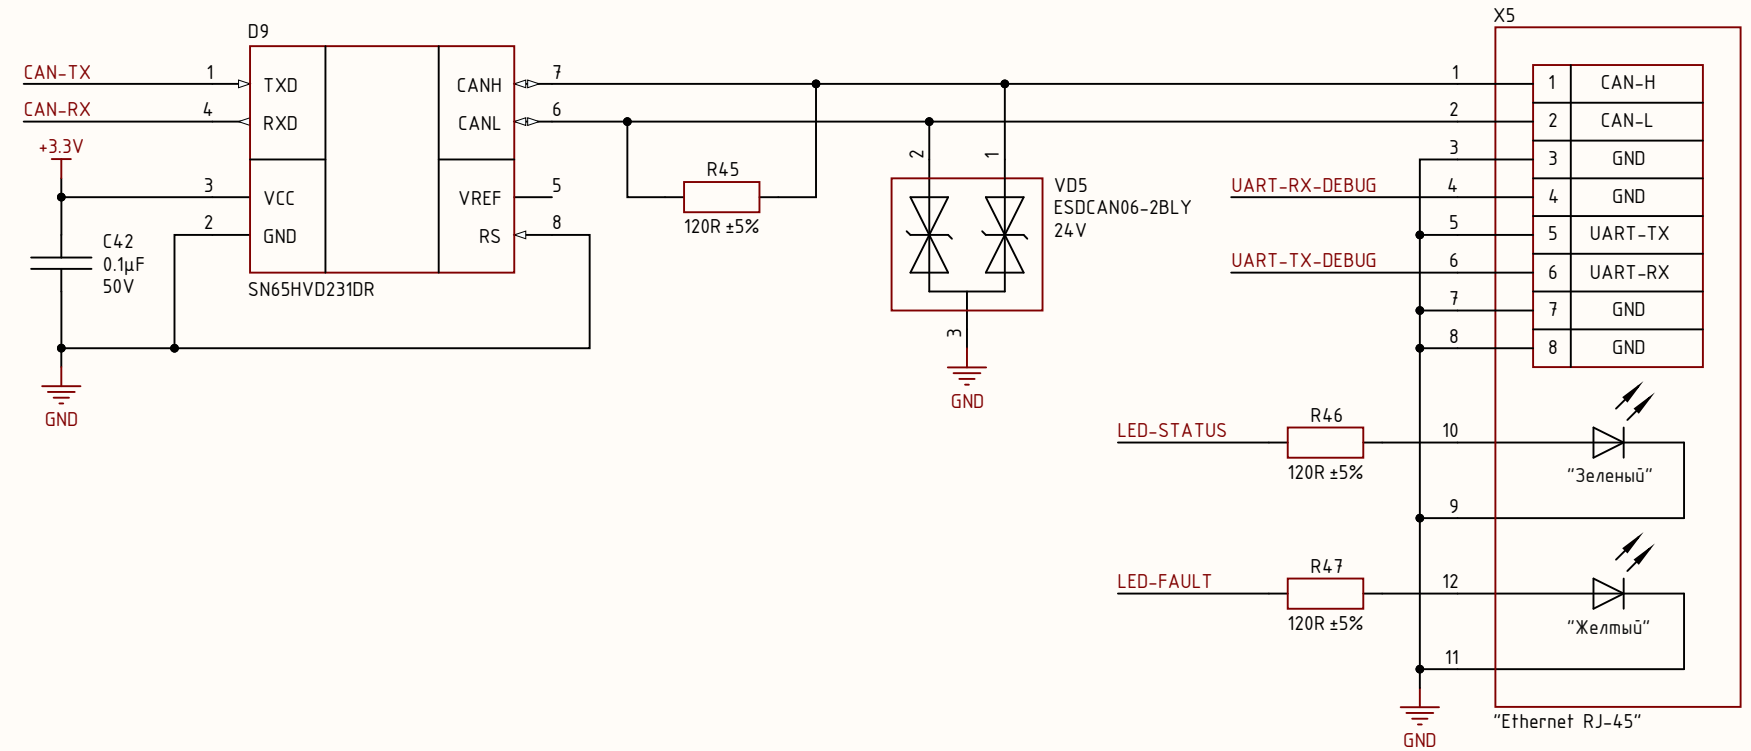 X5
D9
CAN-TX
1
TXD
CANH
7
1
1
CAN-H
CAN-RX
4
RXD
CANL
6
2
2
CAN-L
+3.3V
2
1
3
3
GND
R45
3
VCC
VREF
5
120R ±5%
VD5
ESDCAN06-2BLY
24V
UART-RX-DEBUG
4
4
GND
2
GND
RS
8
5
5
UART-TX
C42
0.1µF
50V
UART-TX-DEBUG
6
6
UART-RX
SN65HVD231DR
7
7
GND
3
8
8
GND
GND
GND
LED-STATUS
R46
120R ±5%
10
"Зеленый"
9
LED-FAULT
R47
120R ±5%
12
"Желтый"
11
"Ethernet RJ-45"
GND